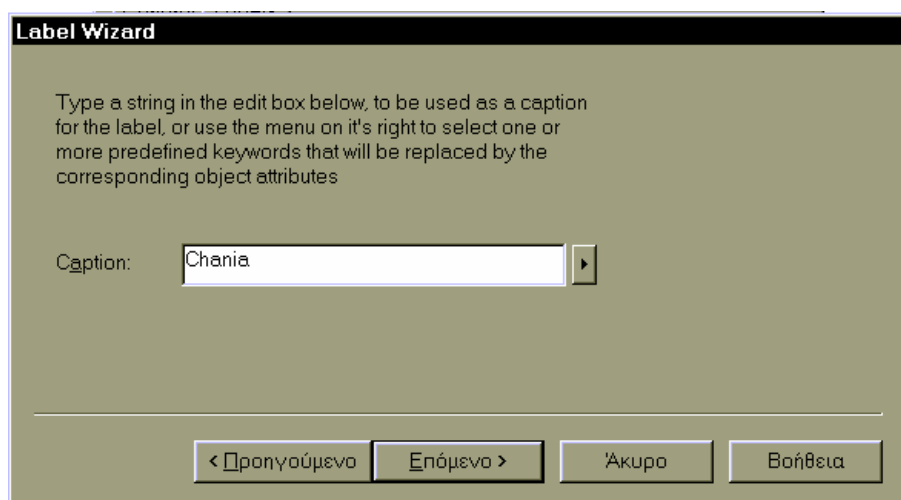 Label Wizard
Type a string in the edit box below, to be used as a caption
for the label, or use the menu on it's right to select one or
more predefined keywords that will be replaced by the
corresponding object attributes
Caption: Chania
< Προηγούμενο Επόμενο > Άκυρο Βοήθεια